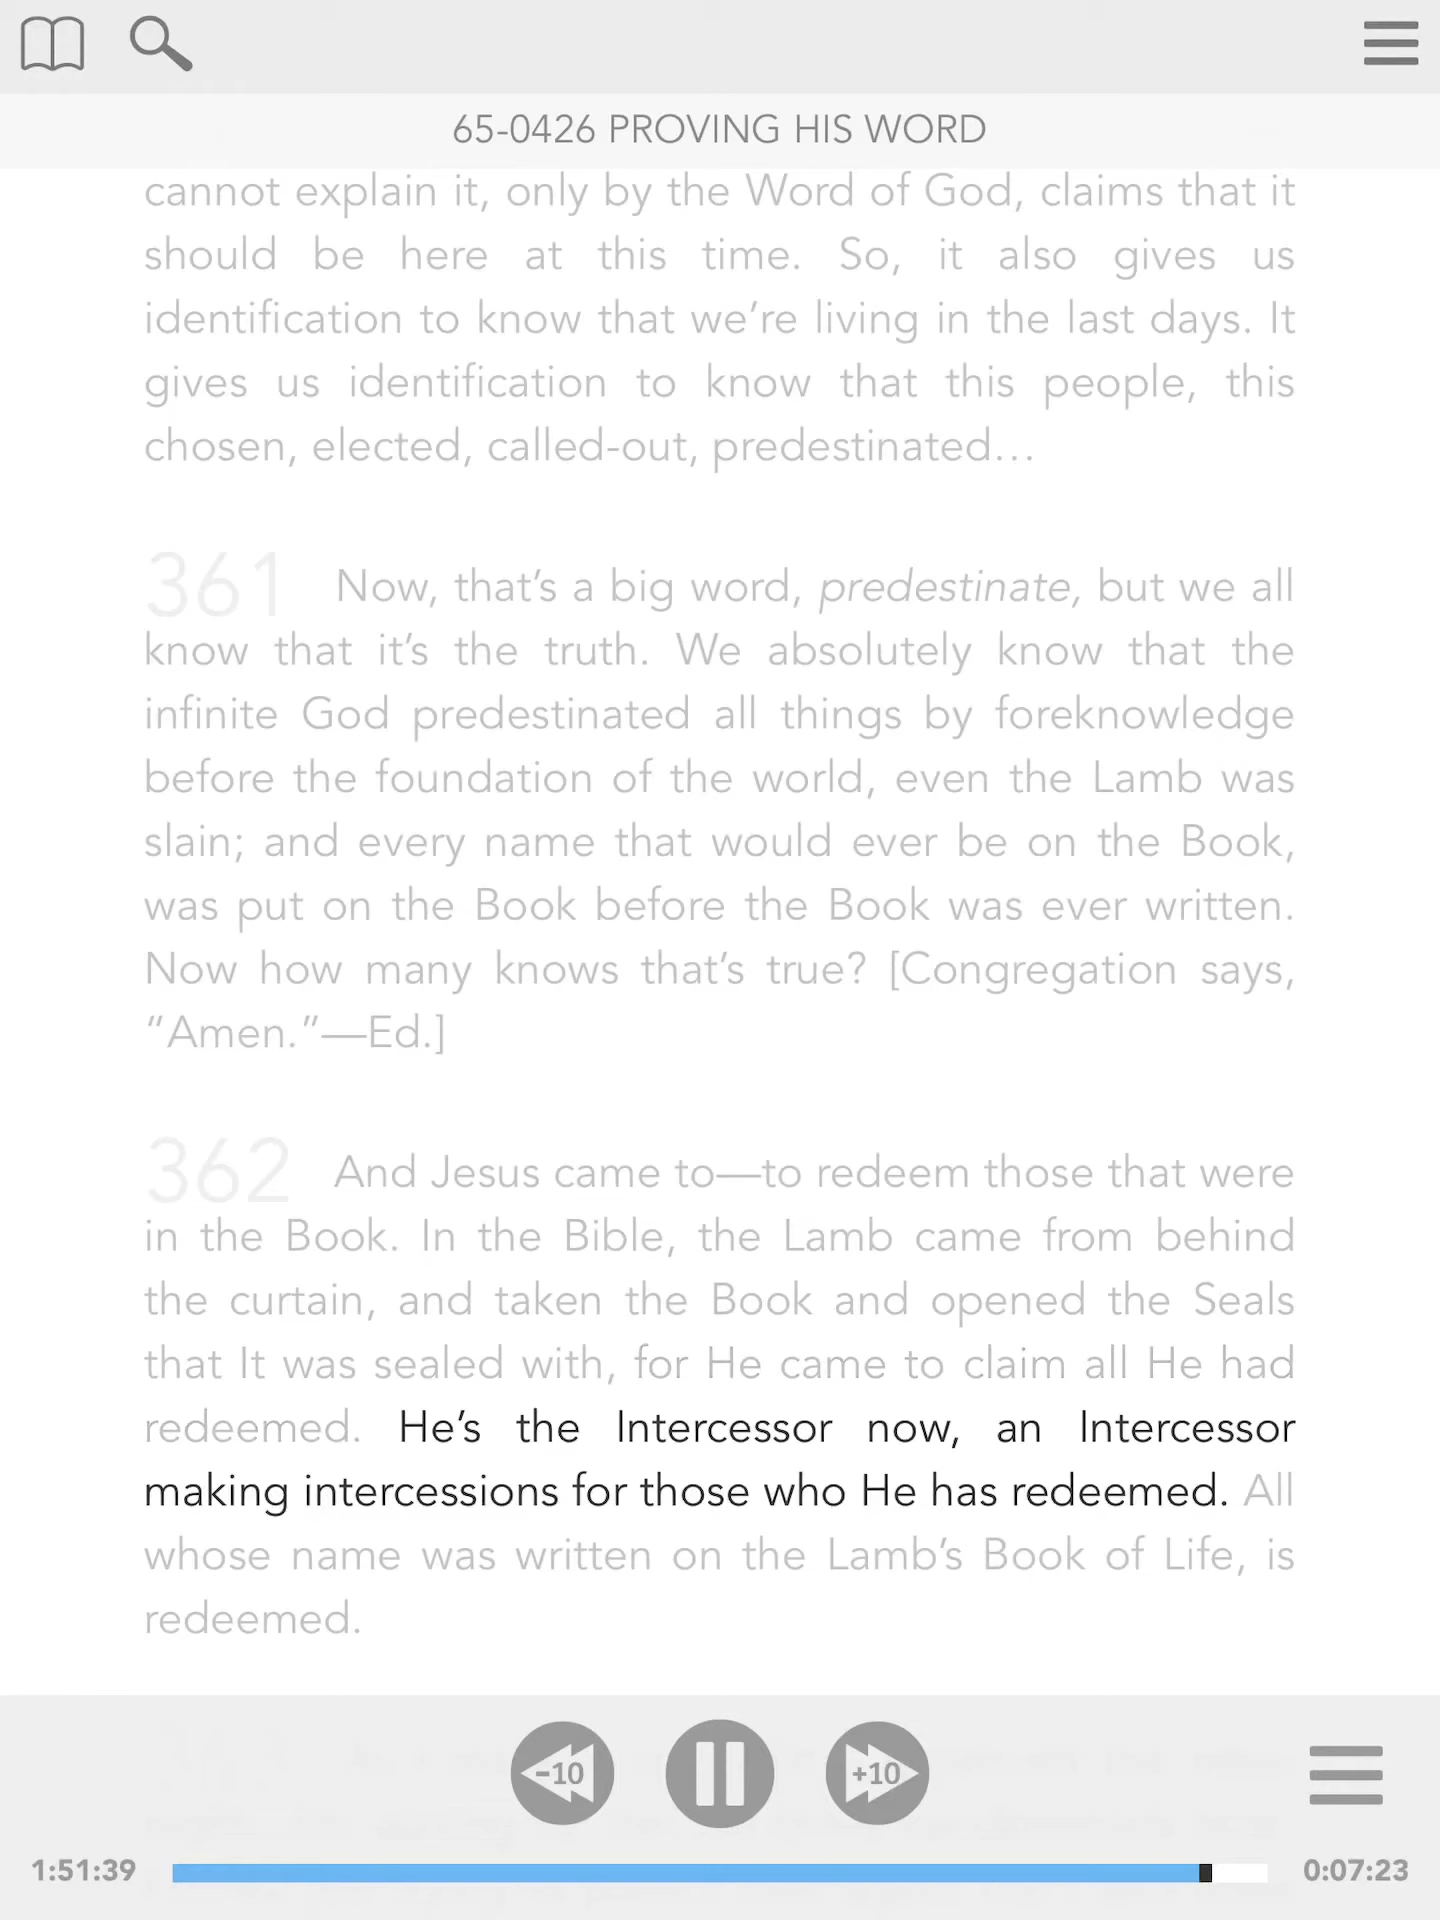 65-0426 PROVING HIS WORD
cannot explain it, only by the Word of God, claims that it
should be here at this time. So, it also gives us
identification to know that we’re living in the last days. It
gives us identification to know that this people, this
chosen, elected, called-out, predestinated…
361 Now, that’s a big word, predestinate, but we all
know that it’s the truth. We absolutely know that the
infinite God predestinated all things by foreknowledge
before the foundation of the world, even the Lamb was
slain; and every name that would ever be on the Book,
was put on the Book before the Book was ever written.
Now how many knows that’s true? [Congregation says,
“Amen.”—Ed.]
362 And Jesus came to—to redeem those that were
in the Book. In the Bible, the Lamb came from behind
the curtain, and taken the Book and opened the Seals
that It was sealed with, for He came to claim all He had
redeemed. He’s the Intercessor now, an Intercessor
making intercessions for those who He has redeemed. All
whose name was written on the Lamb’s Book of Life, is
redeemed.
-10 +10
1:51:39 0:07:23